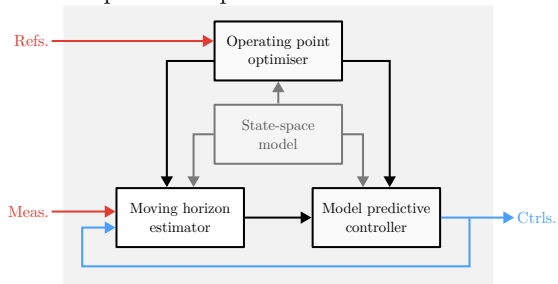 Refs.
Operating point
optimiser
State-space
model
Meas.
Moving horizon
estimator
Model predictive
controller
Ctrls.